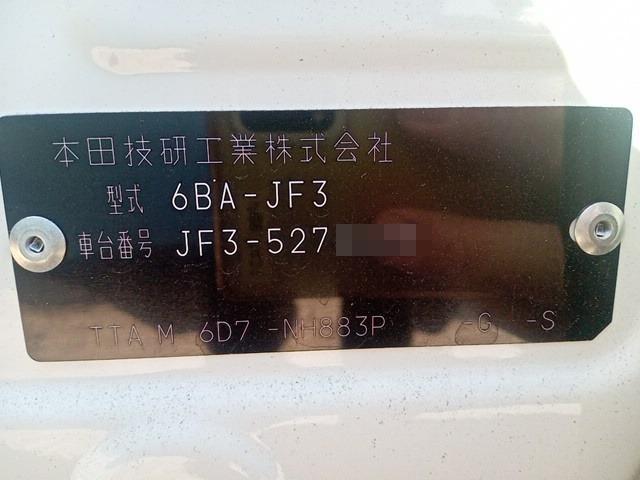 本田技研工業株式会社
型式 6BA-JF3
車台番号 JF3-527
TTA M 6D7 -NH883P -G -S